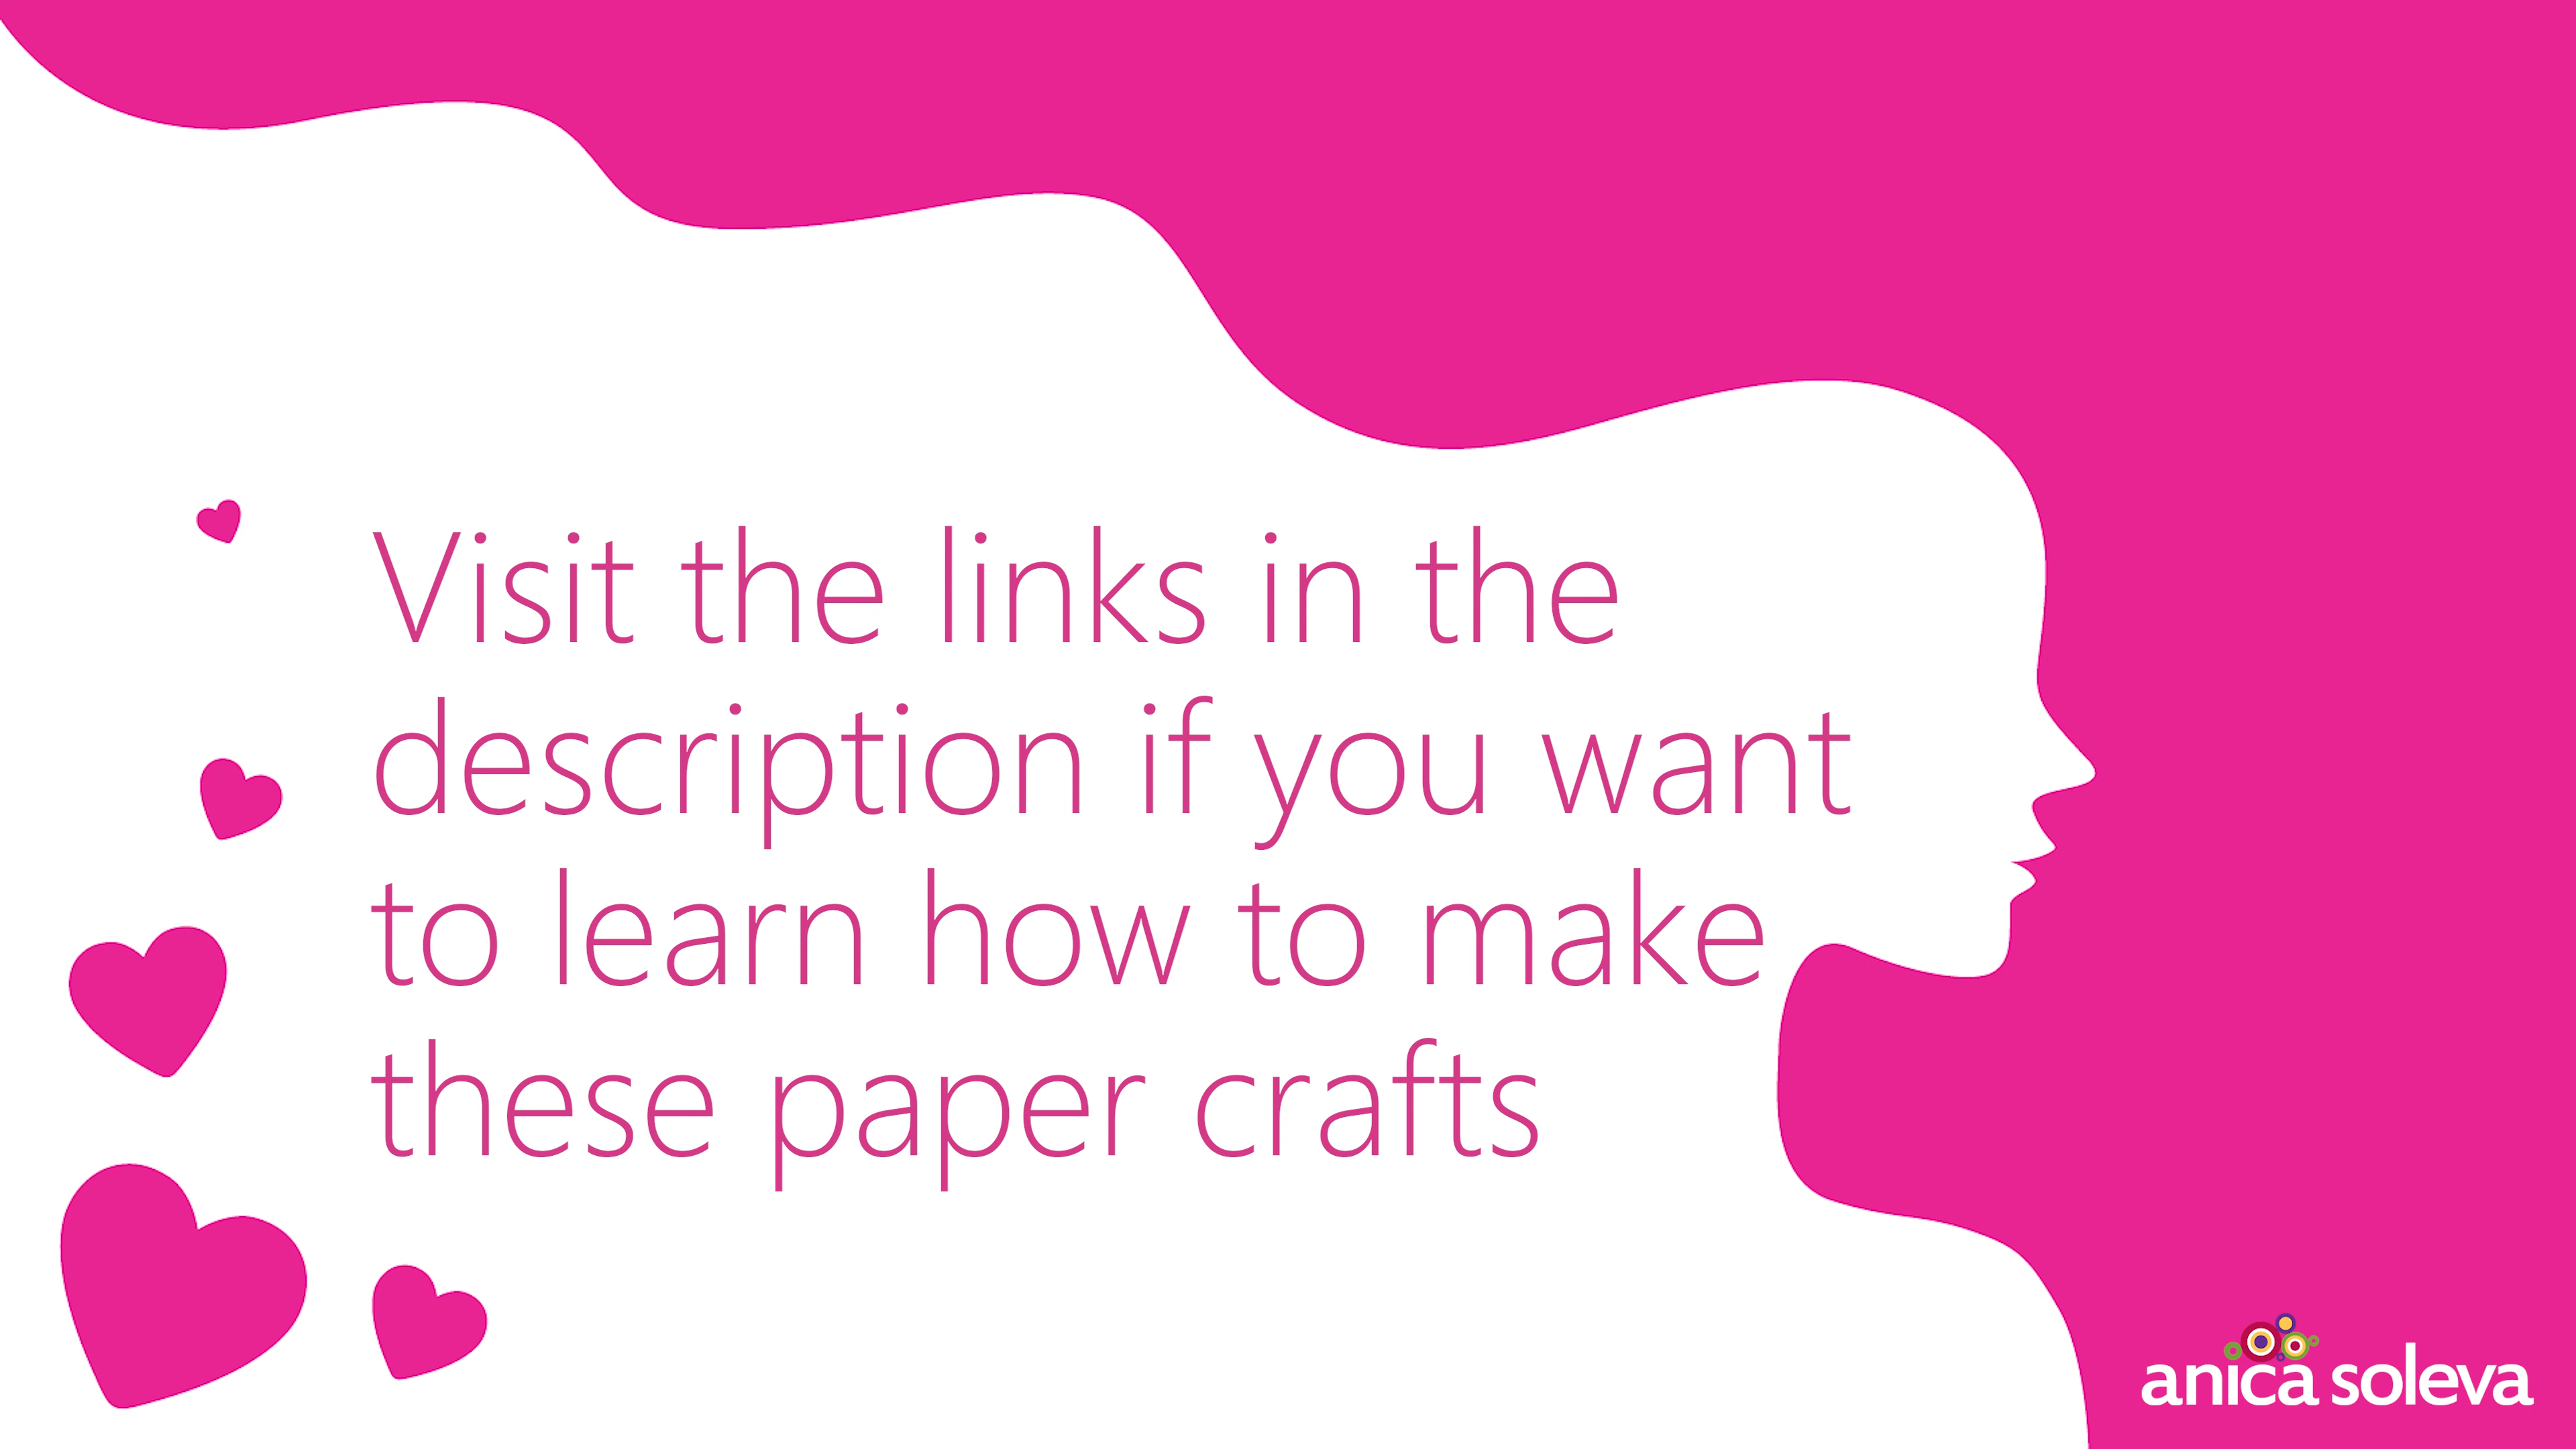 Visit the links in the
description if you want
to learn how to make
these paper crafts
anica soleva